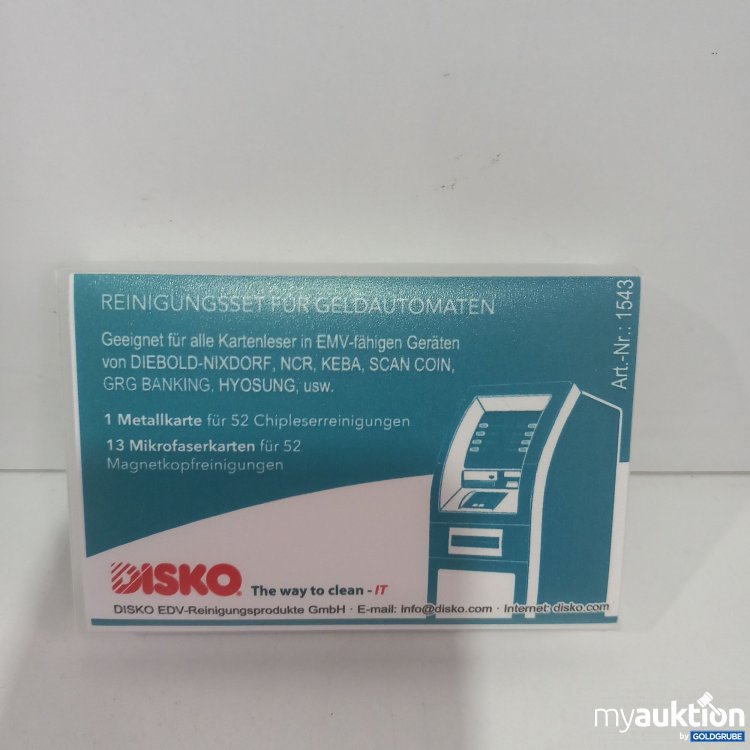 REINIGUNGSSET FÜR GELDAUTOMATEN
Geeignet für alle Kartenleser in EMV-fähigen Geräten
von DIEBOLD-NIXDORF, NCR, KEBA, SCAN COIN,
GRG BANKING, HYOSUNG, usw.
1 Metallkarte für 52 Chipleserreinigungen
13 Mikrofaserkarten für 52
Magnetkopfreinigungen
Art.-Nr.: 1543
DISKO® The way to clean - IT
DISKO EDV-Reinigungsprodukte GmbH · E-mail: info@disko.com · Internet: disko.com
myauktion
by GOLDGRUBE